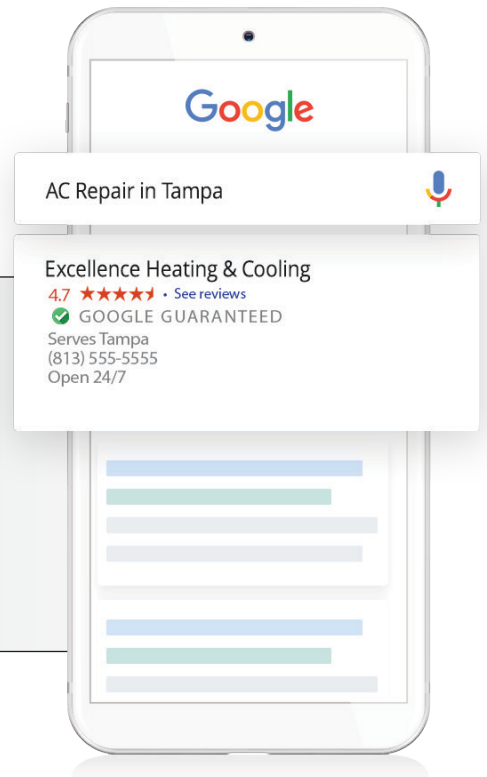 Google
AC Repair in Tampa
Excellence Heating & Cooling
4.7 ★★★★⯨ • See reviews
GOOGLE GUARANTEED
Serves Tampa
(813) 555-5555
Open 24/7